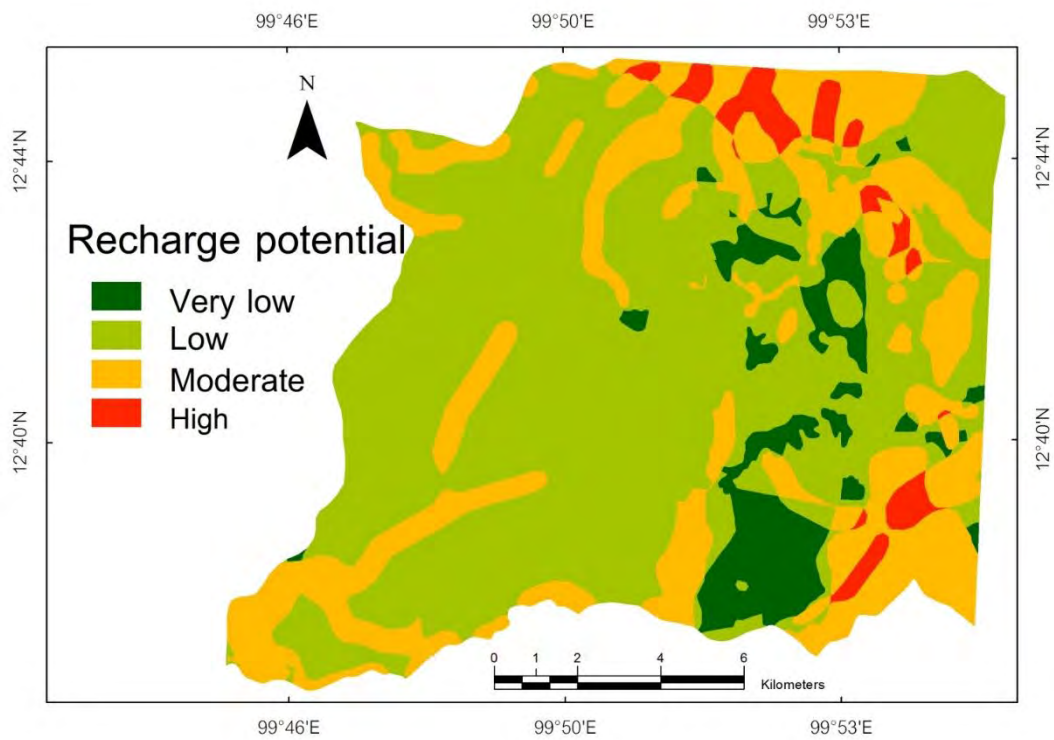 99°46'E 99°50'E 99°53'E
N
12°44'N 12°44'N
Recharge potential
Very low
Low
Moderate
High
12°40'N 12°40'N
0 1 2 4 6
Kilometers
99°46'E 99°50'E 99°53'E